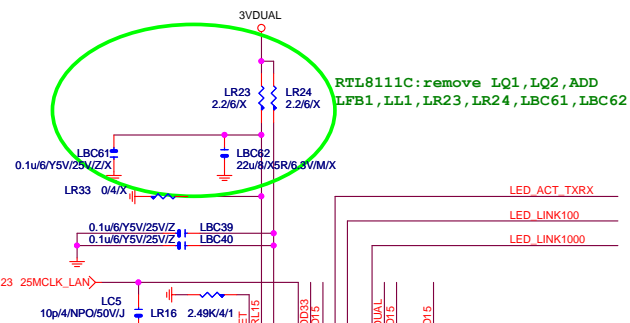 3VDUAL
LR23
2.2/6/X
LR24
2.2/6/X
RTL8111C:remove LQ1,LQ2,ADD
LFB1,LL1,LR23,LR24,LBC61,LBC62
LBC61
0.1u/6/Y5V/25V/Z/X
LBC62
22u/8/X5R/6.3V/M/X
LR33 0/4/X
LED_ACT_TXRX
LED_LINK100
LED_LINK1000
0.1u/6/Y5V/25V/Z LBC39
0.1u/6/Y5V/25V/Z LBC40
23 25MCLK_LAN
LC5
10p/4/NPO/50V/J
LR16 2.49K/4/1